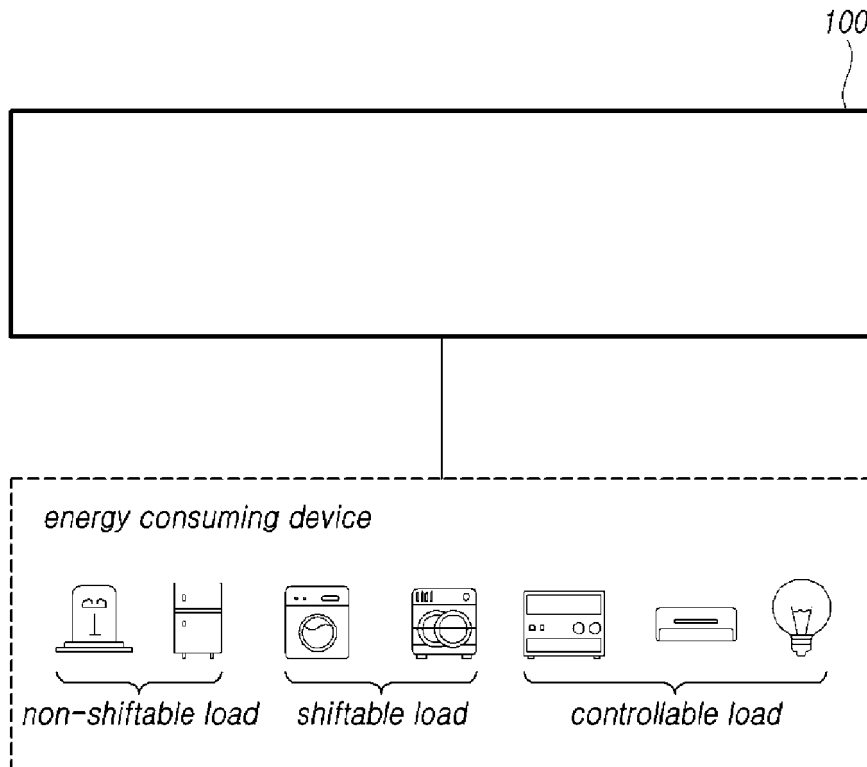 100
energy consuming device
non-shiftable load
shiftable load
controllable load